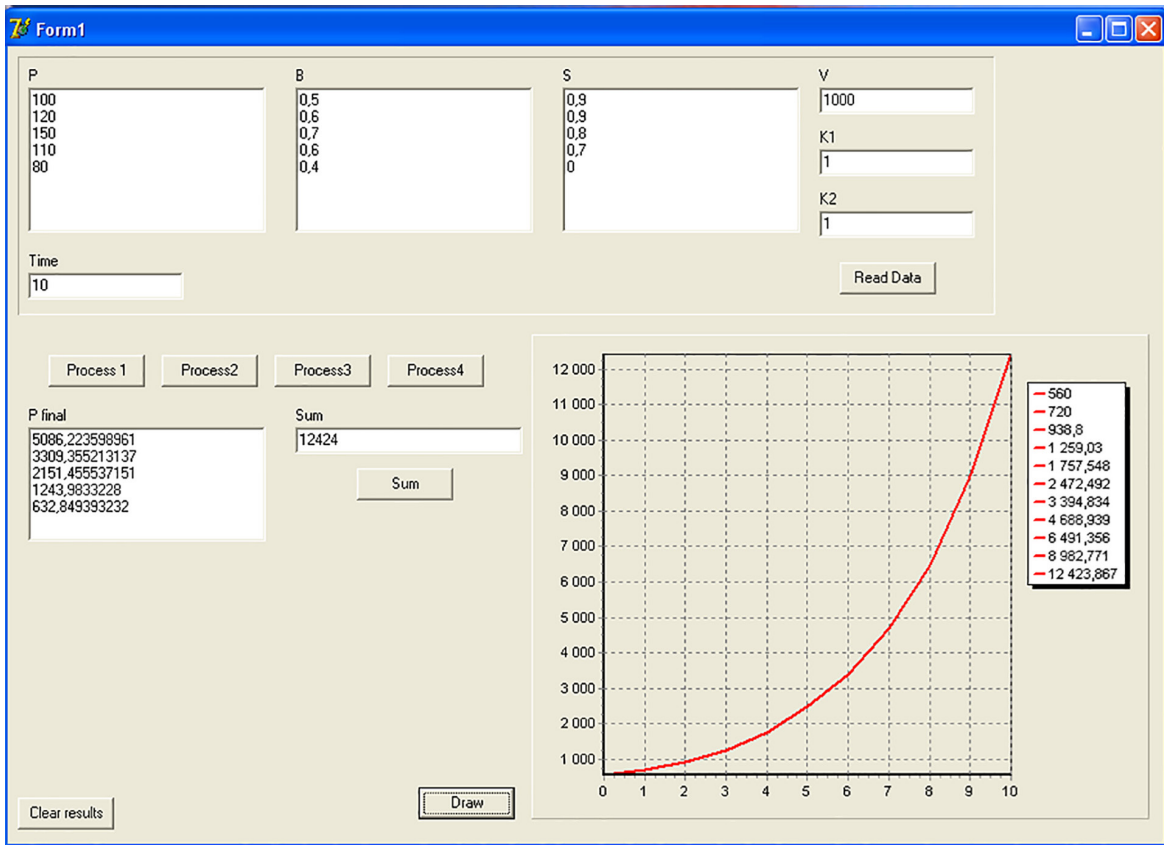 Form1
P
100
120
150
110
80
B
0,5
0,6
0,7
0,6
0,4
S
0,9
0,9
0,8
0,7
0
V
1000
K1
1
K2
1
Time
10
Read Data
Process 1
Process2
Process3
Process4
P final
5086,223598961
3309,355213137
2151,455537151
1243,9833228
632,849393232
Sum
12424
Sum
12 000
11 000
10 000
9 000
8 000
7 000
6 000
5 000
4 000
3 000
2 000
1 000
0 1 2 3 4 5 6 7 8 9 10
560
720
938,8
1 259,03
1 757,548
2 472,492
3 394,834
4 688,939
6 491,356
8 982,771
12 423,867
Clear results
Draw